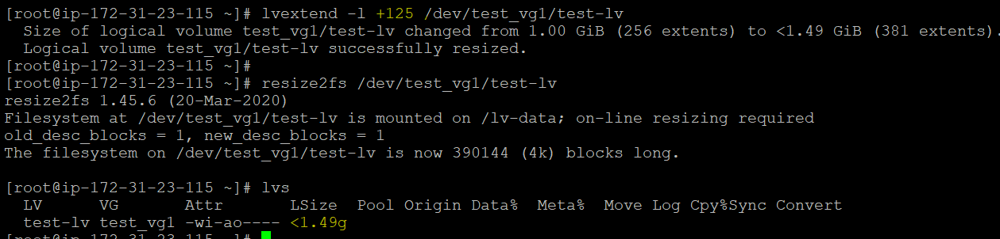 [root@ip-172-31-23-115 ~]# lvextend -l +125 /dev/test_vg1/test-lv
  Size of logical volume test_vg1/test-lv changed from 1.00 GiB (256 extents) to <1.49 GiB (381 extents).
  Logical volume test_vg1/test-lv successfully resized.
[root@ip-172-31-23-115 ~]#
[root@ip-172-31-23-115 ~]# resize2fs /dev/test_vg1/test-lv
resize2fs 1.45.6 (20-Mar-2020)
Filesystem at /dev/test_vg1/test-lv is mounted on /lv-data; on-line resizing required
old_desc_blocks = 1, new_desc_blocks = 1
The filesystem on /dev/test_vg1/test-lv is now 390144 (4k) blocks long.

[root@ip-172-31-23-115 ~]# lvs
  LV      VG       Attr       LSize  Pool Origin Data%  Meta%  Move Log Cpy%Sync Convert
  test-lv test_vg1 -wi-ao---- <1.49g
[root@ip-172-31-23-115 ~]#